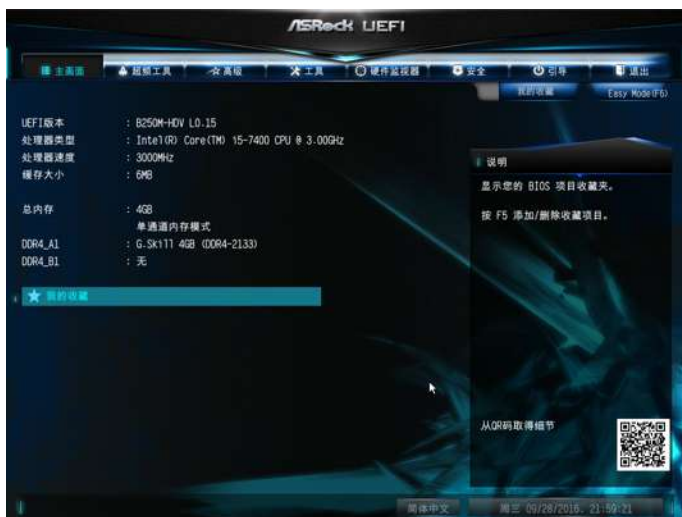 ASRock UEFI
主画面 超频工具 高级 工具 硬件监视器 安全 引导 退出
我的收藏 Easy Mode(F6)
UEFI版本 : B250M-HDV L0.15
处理器类型 : Intel(R) Core(TM) i5-7400 CPU @ 3.00GHz
处理器速度 : 3000MHz
缓存大小 : 6MB
总内存 : 4GB
单通道内存模式
DDR4_A1 : G.Skill 4GB (DDR4-2133)
DDR4_B1 : 无
我的收藏
说明
显示您的 BIOS 项目收藏夹。
按 F5 添加/删除收藏项目。
从QR码取得细节
简体中文 周三 09/28/2016. 21:59:21